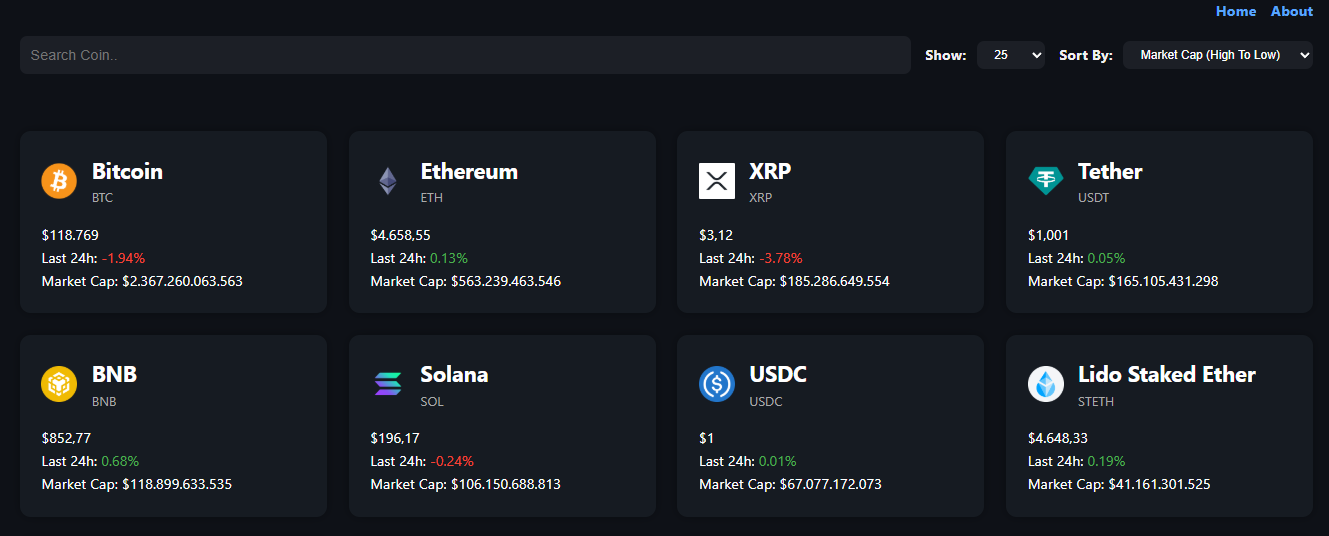 Home About
Search Coin.. Show: 25 Sort By: Market Cap (High To Low)
Bitcoin
BTC
$118.769
Last 24h: -1.94%
Market Cap: $2.367.260.063.563
Ethereum
ETH
$4.658,55
Last 24h: 0.13%
Market Cap: $563.239.463.546
XRP
XRP
$3,12
Last 24h: -3.78%
Market Cap: $185.286.649.554
Tether
USDT
$1,001
Last 24h: 0.05%
Market Cap: $165.105.431.298
BNB
BNB
$852,77
Last 24h: 0.68%
Market Cap: $118.899.633.535
Solana
SOL
$196,17
Last 24h: -0.24%
Market Cap: $106.150.688.813
USDC
USDC
$1
Last 24h: 0.01%
Market Cap: $67.077.172.073
Lido Staked Ether
STETH
$4.648,33
Last 24h: 0.19%
Market Cap: $41.161.301.525